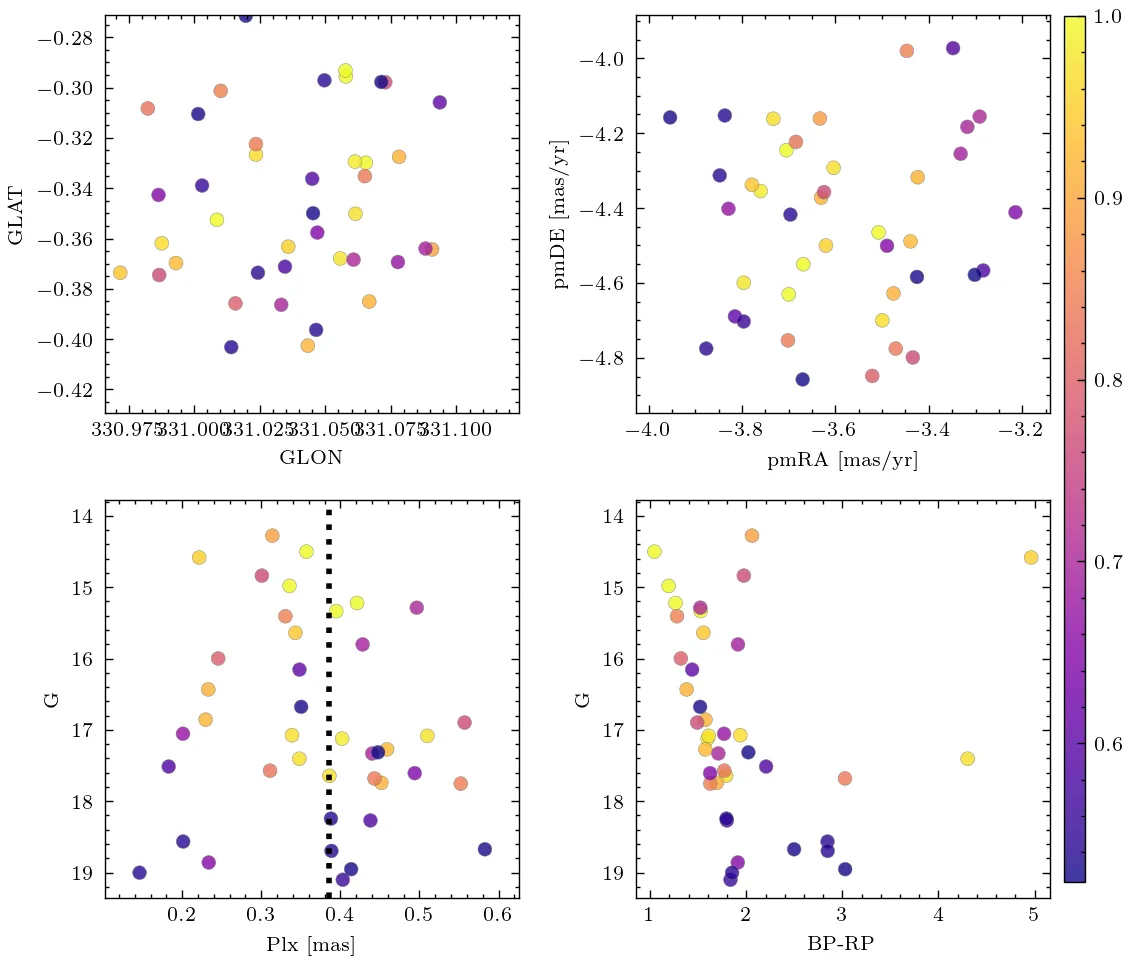 −0.28
−0.30
−0.32
−0.34
−0.36
−0.38
−0.40
−0.42
GLAT
330.975 331.000 331.025 331.050 331.075 331.100
GLON
−4.0
−4.2
−4.4
−4.6
−4.8
pmDE [mas/yr]
−4.0 −3.8 −3.6 −3.4 −3.2
pmRA [mas/yr]
1.0
0.9
0.8
0.7
0.6
14
15
16
17
18
19
G
0.2 0.3 0.4 0.5 0.6
Plx [mas]
14
15
16
17
18
19
G
1 2 3 4 5
BP-RP